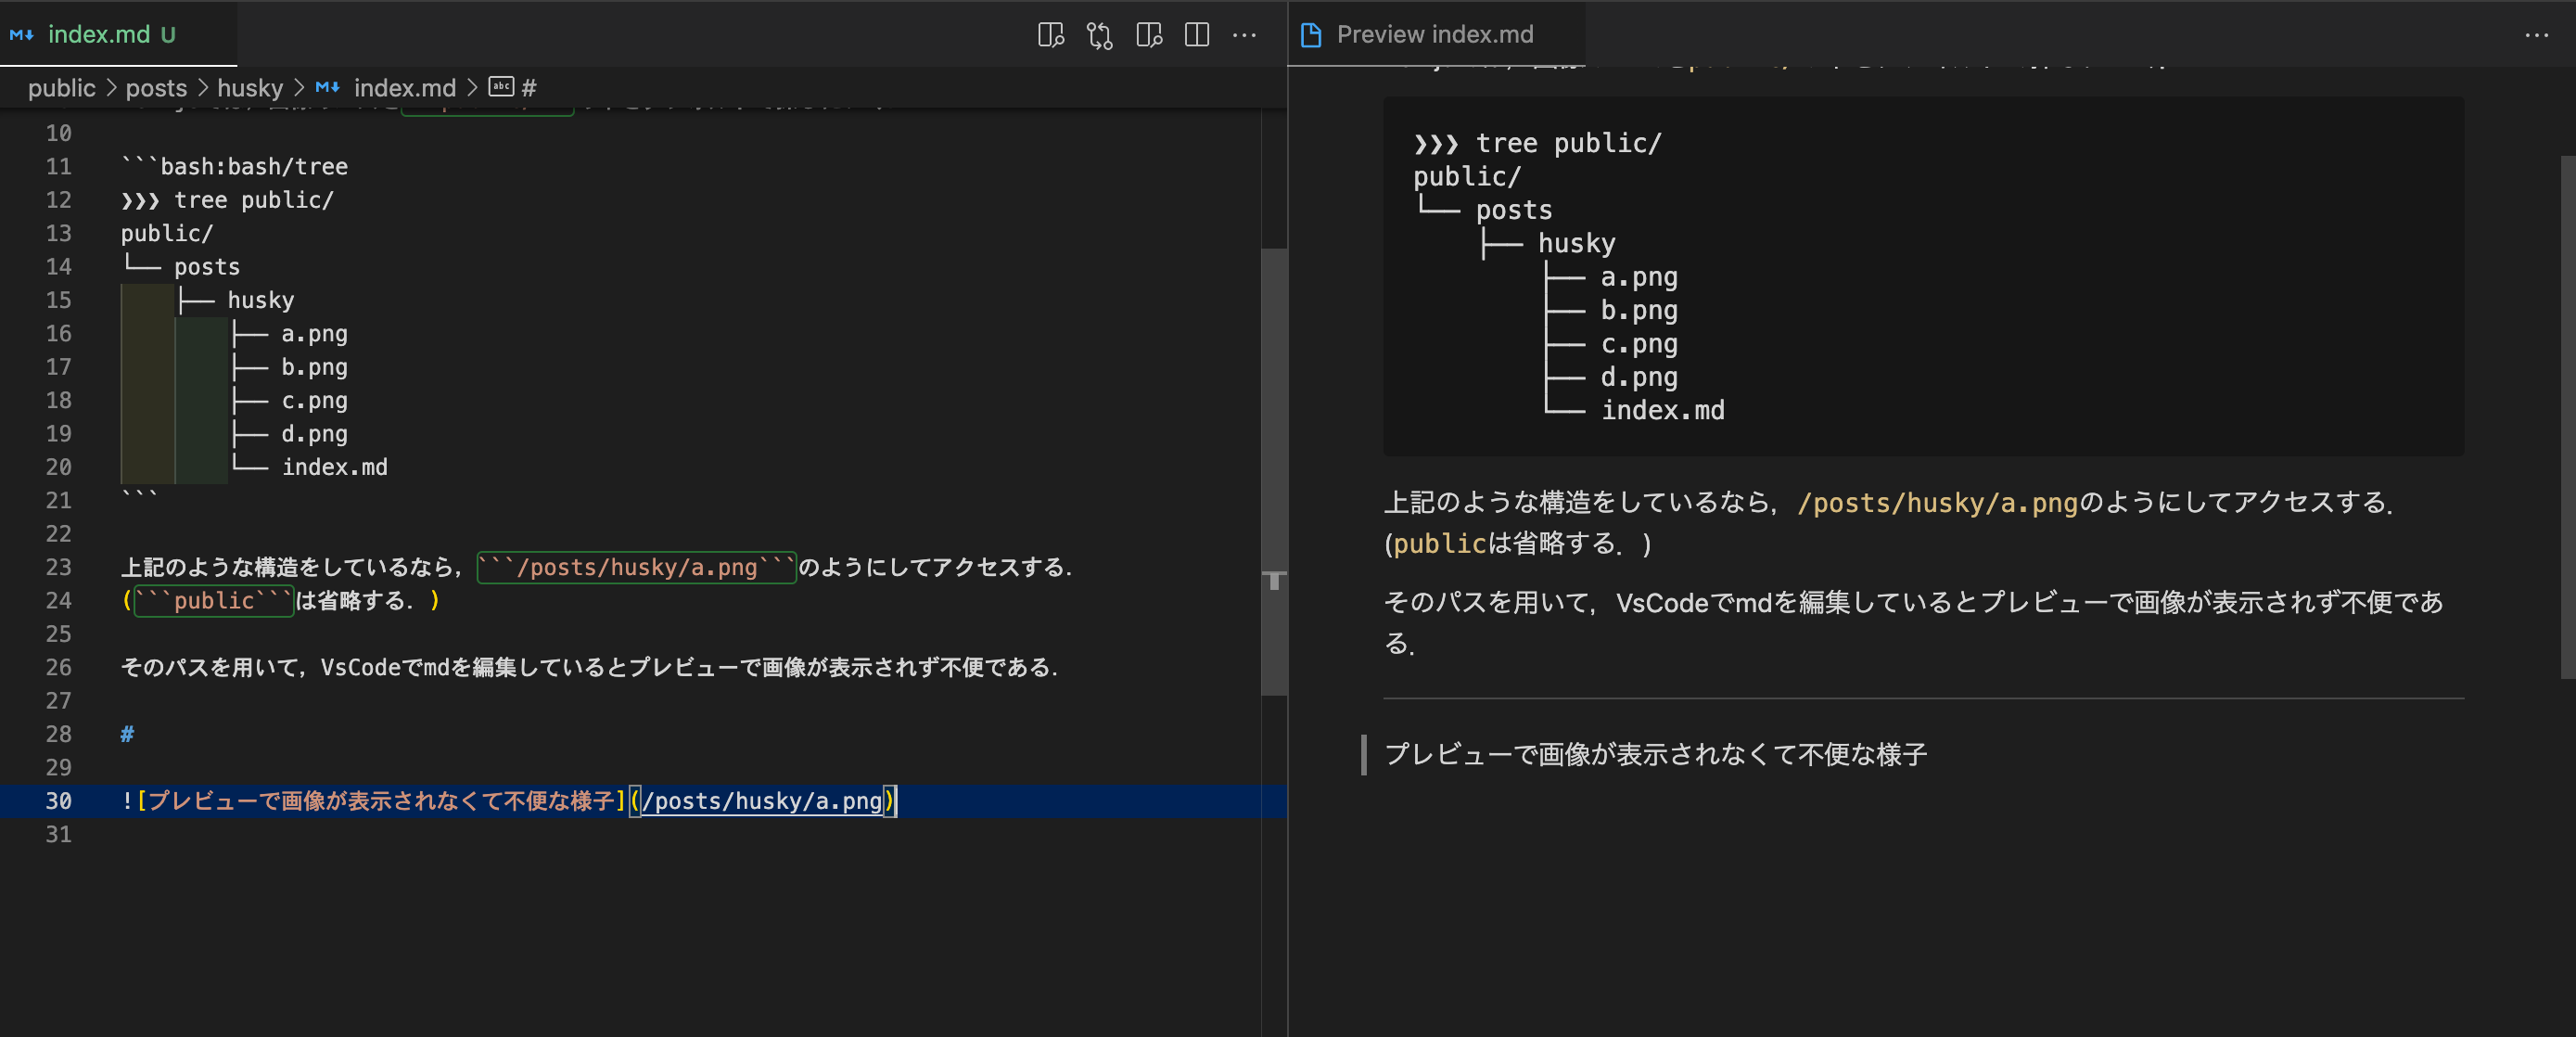 index.md U
public > posts > husky > index.md > abc #
10
11 ```bash:bash/tree
12 ❯❯❯ tree public/
13 public/
14 └── posts
15     ├── husky
16         ├── a.png
17         ├── b.png
18         ├── c.png
19         ├── d.png
20         └── index.md
21 ```
22
23 上記のような構造をしているなら，```/posts/husky/a.png```のようにしてアクセスする．
24 (```public```は省略する．)
25
26 そのパスを用いて，VsCodeでmdを編集しているとプレビューで画像が表示されず不便である．
27
28 #
29
30 ![プレビューで画像が表示されなくて不便な様子](/posts/husky/a.png)
31
Preview index.md
❯❯❯ tree public/
public/
└── posts
    ├── husky
        ├── a.png
        ├── b.png
        ├── c.png
        ├── d.png
        └── index.md
上記のような構造をしているなら，/posts/husky/a.pngのようにしてアクセスする．
(publicは省略する．)
そのパスを用いて，VsCodeでmdを編集しているとプレビューで画像が表示されず不便であ
る．
プレビューで画像が表示されなくて不便な様子